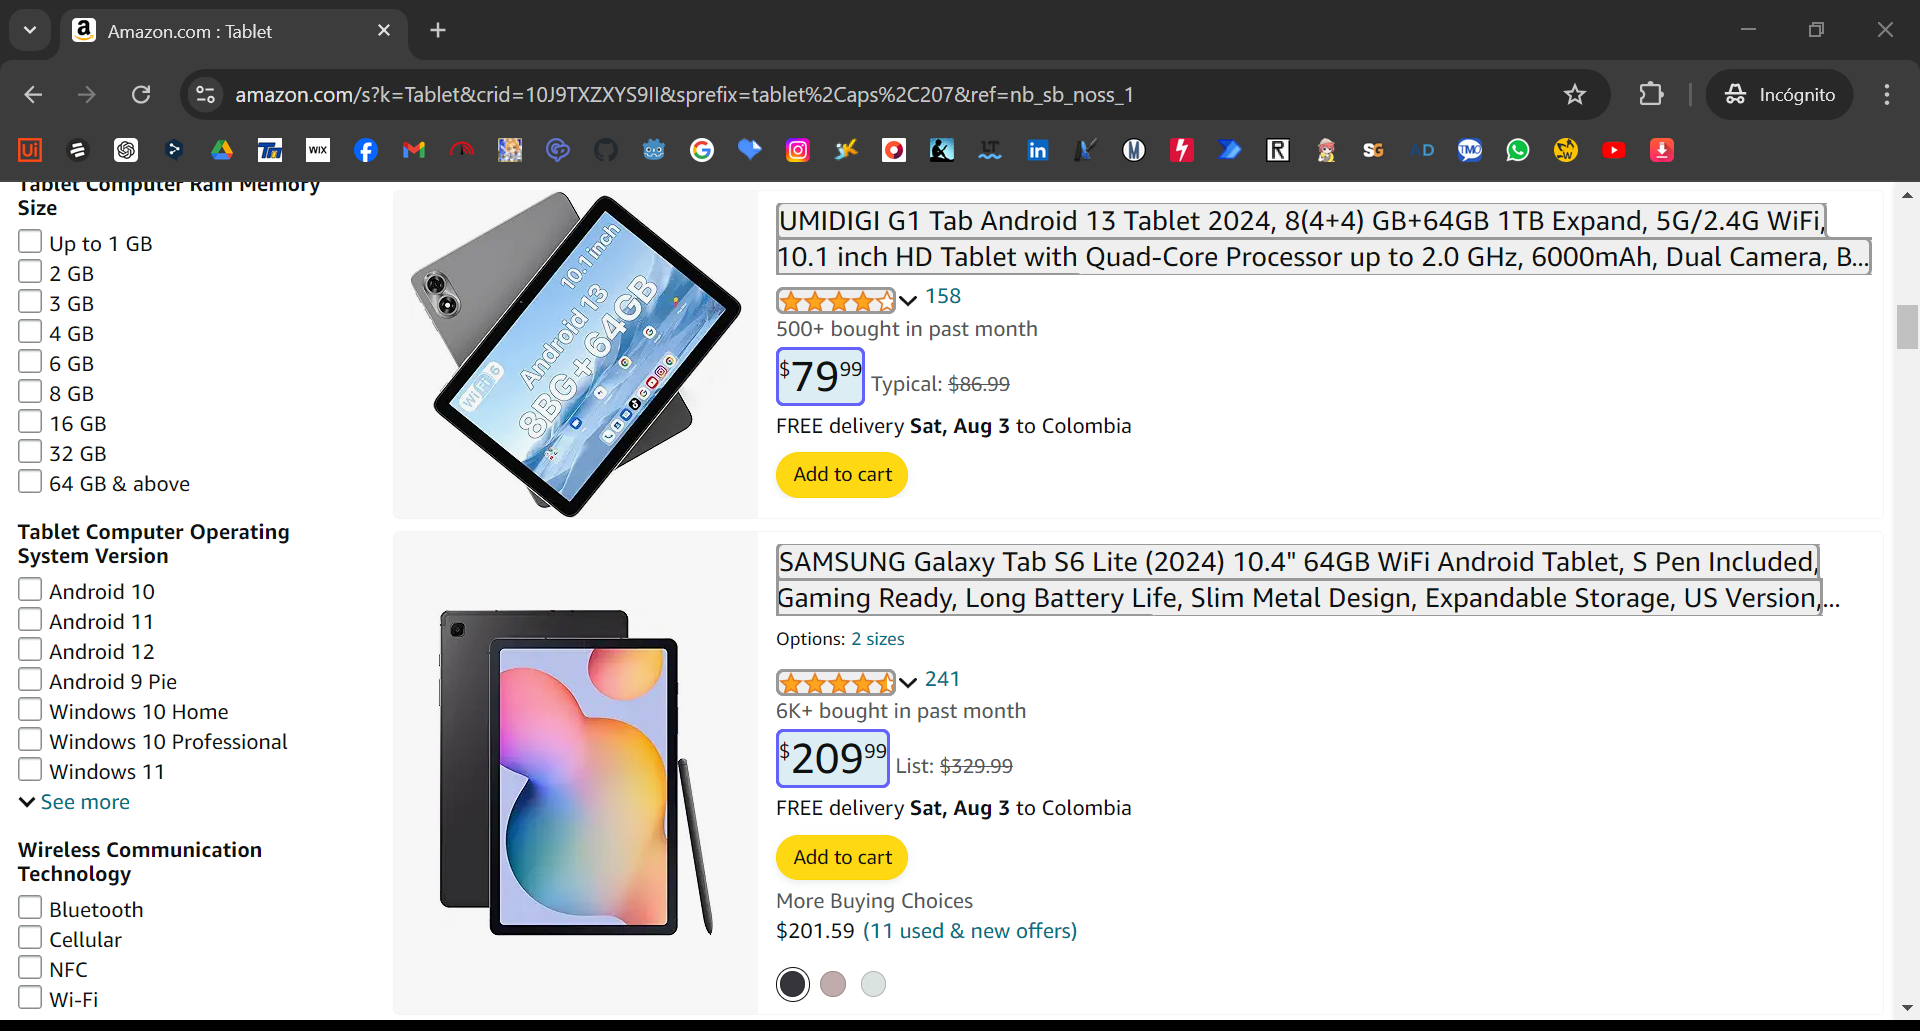 Amazon.com : Tablet
amazon.com/s?k=Tablet&crid=10J9TXZXYS9II&sprefix=tablet%2Caps%2C207&ref=nb_sb_noss_1
Incógnito
Tablet Computer Ram Memory
Size
Up to 1 GB
2 GB
3 GB
4 GB
6 GB
8 GB
16 GB
32 GB
64 GB & above
Tablet Computer Operating
System Version
Android 10
Android 11
Android 12
Android 9 Pie
Windows 10 Home
Windows 10 Professional
Windows 11
See more
Wireless Communication
Technology
Bluetooth
Cellular
NFC
Wi-Fi
10.1inch
Android 13
8BG+64GB
WiFi 6
UMIDIGI G1 Tab Android 13 Tablet 2024, 8(4+4) GB+64GB 1TB Expand, 5G/2.4G WiFi,
10.1 inch HD Tablet with Quad-Core Processor up to 2.0 GHz, 6000mAh, Dual Camera, B...
158
500+ bought in past month
$7999 Typical: $86.99
FREE delivery Sat, Aug 3 to Colombia
Add to cart
SAMSUNG Galaxy Tab S6 Lite (2024) 10.4" 64GB WiFi Android Tablet, S Pen Included,
Gaming Ready, Long Battery Life, Slim Metal Design, Expandable Storage, US Version,...
Options: 2 sizes
241
6K+ bought in past month
$20999 List: $329.99
FREE delivery Sat, Aug 3 to Colombia
Add to cart
More Buying Choices
$201.59 (11 used & new offers)